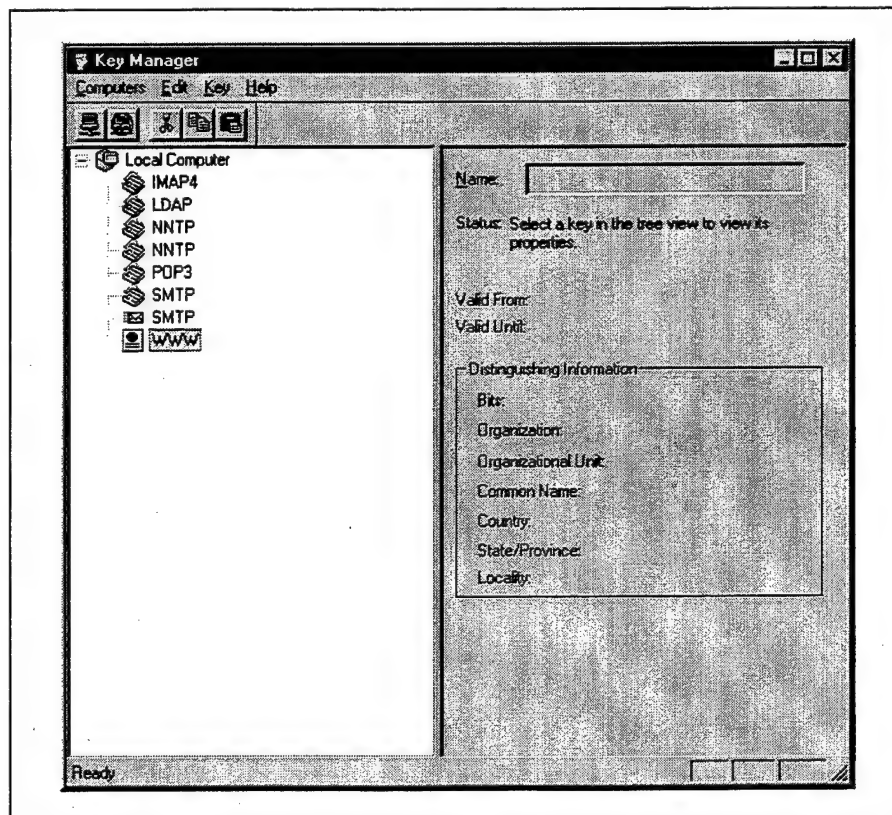 Key Manager
Computers Edit Key Help
Local Computer
IMAP4
LDAP
NNTP
NNTP
POP3
SMTP
SMTP
WWW
Name:
Status: Select a key in the tree view to view its
properties.
Valid From:
Valid Until:
Distinguishing Information
Bits:
Organization:
Organizational Unit:
Common Name:
Country:
State/Province:
Locality:
Ready